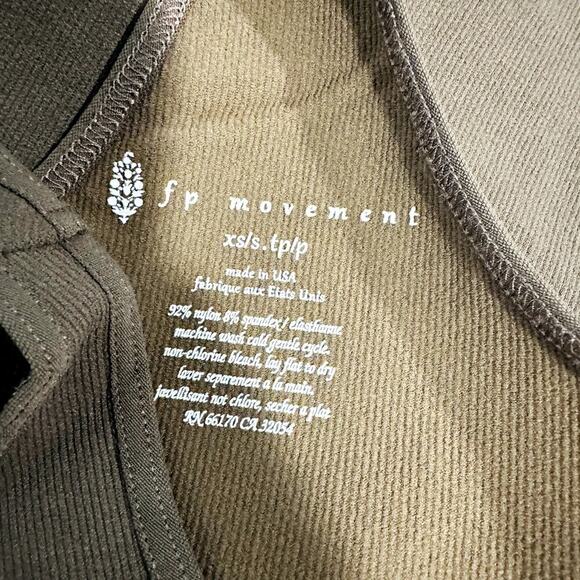 fp movement
xs/s.tp/p
made in USA
fabrique aux Etats Unis
92% nylon 8% spandex / elasthanne
machine wash cold gentle cycle.
non-chlorine bleach, lay flat to dry
laver separement a la main.
javellisant not chlore, secher a plat
RN 66170 CA 32054